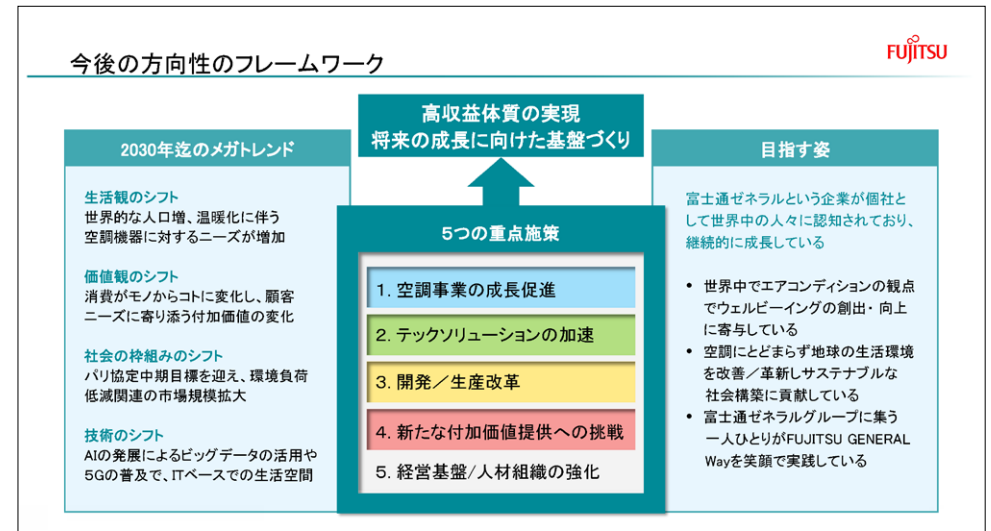 今後の方向性のフレームワーク
FUJITSU
高収益体質の実現
将来の成長に向けた基盤づくり
2030年迄のメガトレンド
生活観のシフト
世界的な人口増、温暖化に伴う
空調機器に対するニーズが増加
価値観のシフト
消費がモノからコトに変化し、顧客
ニーズに寄り添う付加価値の変化
社会の枠組みのシフト
パリ協定中期目標を迎え、環境負荷
低減関連の市場規模拡大
技術のシフト
AIの発展によるビッグデータの活用や
5Gの普及で、ITベースでの生活空間
5つの重点施策
1. 空調事業の成長促進
2. テックソリューションの加速
3. 開発／生産改革
4. 新たな付加価値提供への挑戦
5. 経営基盤/人材組織の強化
目指す姿
富士通ゼネラルという企業が個社と
して世界中の人々に認知されており、
継続的に成長している
• 世界中でエアコンディションの観点
でウェルビーイングの創出・向上
に寄与している
• 空調にとどまらず地球の生活環境
を改善／革新しサステナブルな
社会構築に貢献している
• 富士通ゼネラルグループに集う
一人ひとりがFUJITSU GENERAL
Wayを笑顔で実践している